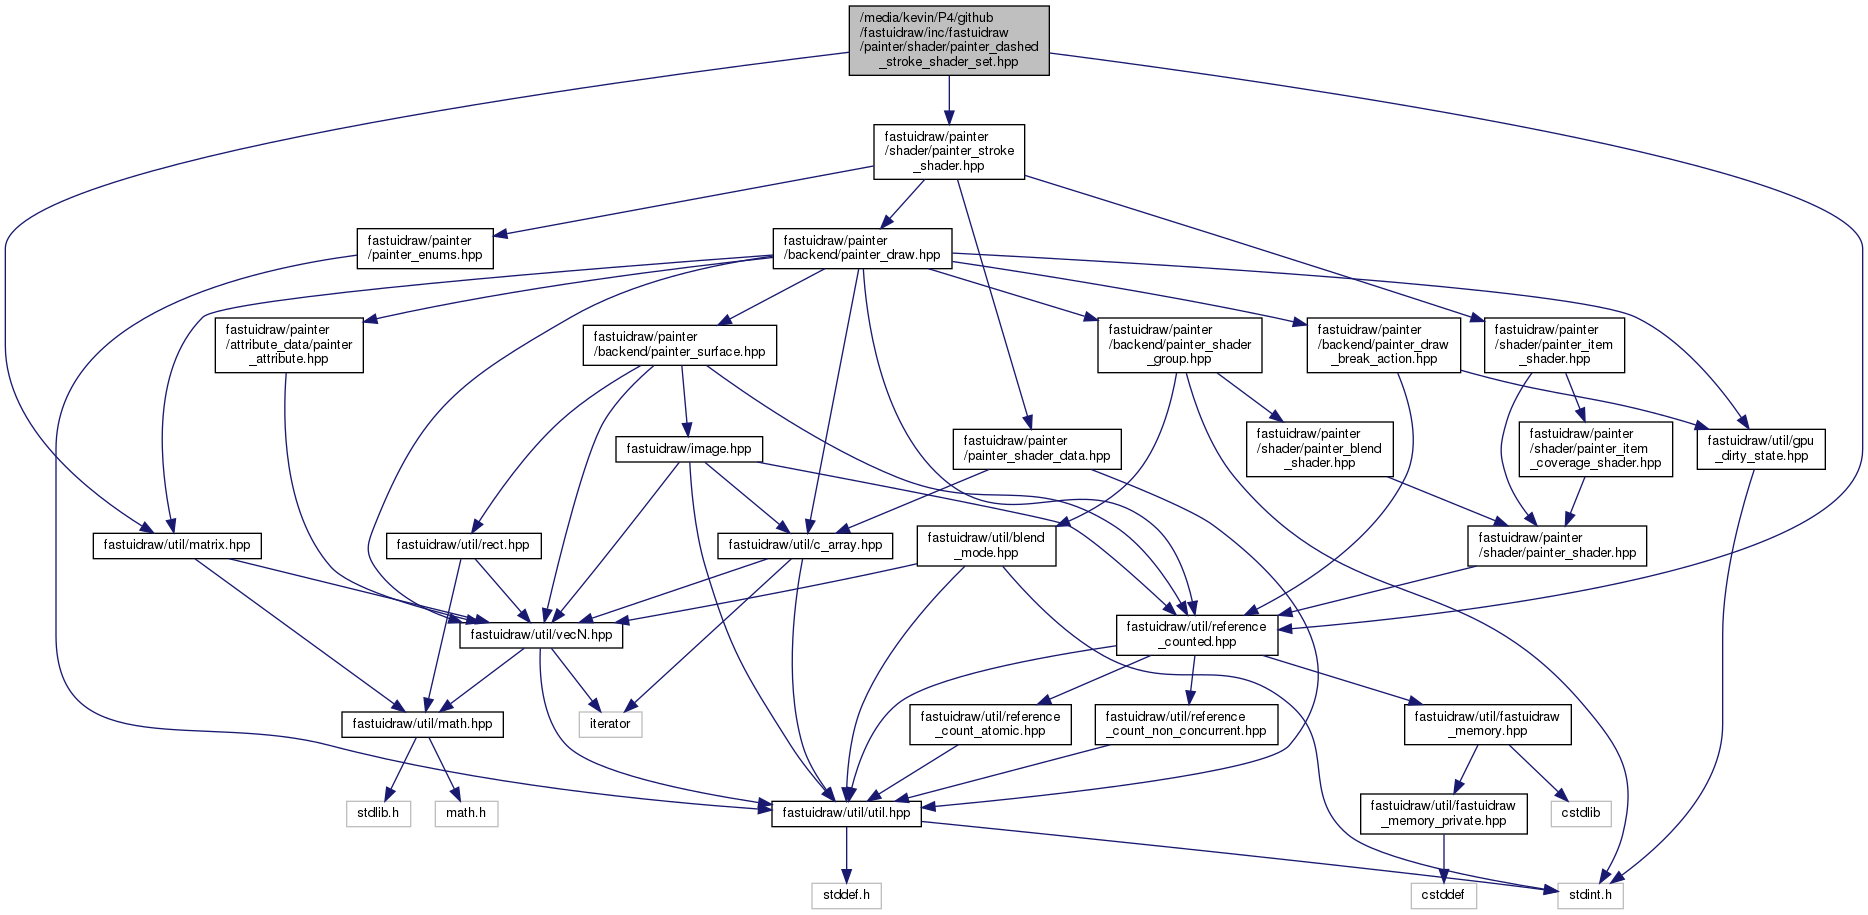 /media/kevin/P4/github
/fastuidraw/inc/fastuidraw
/painter/shader/painter_dashed
_stroke_shader_set.hpp
fastuidraw/painter
/shader/painter_stroke
_shader.hpp
fastuidraw/painter
/painter_enums.hpp
fastuidraw/painter
/backend/painter_draw.hpp
fastuidraw/painter
/attribute_data/painter
_attribute.hpp
fastuidraw/painter
/backend/painter_surface.hpp
fastuidraw/painter
/backend/painter_shader
_group.hpp
fastuidraw/painter
/backend/painter_draw
_break_action.hpp
fastuidraw/painter
/shader/painter_item
_shader.hpp
fastuidraw/image.hpp
fastuidraw/painter
/painter_shader_data.hpp
fastuidraw/painter
/shader/painter_blend
_shader.hpp
fastuidraw/painter
/shader/painter_item
_coverage_shader.hpp
fastuidraw/util/gpu
_dirty_state.hpp
fastuidraw/util/matrix.hpp
fastuidraw/util/rect.hpp
fastuidraw/util/c_array.hpp
fastuidraw/util/blend
_mode.hpp
fastuidraw/painter
/shader/painter_shader.hpp
fastuidraw/util/vecN.hpp
fastuidraw/util/reference
_counted.hpp
fastuidraw/util/math.hpp
iterator
fastuidraw/util/reference
_count_atomic.hpp
fastuidraw/util/reference
_count_non_concurrent.hpp
fastuidraw/util/fastuidraw
_memory.hpp
stdlib.h
math.h
fastuidraw/util/util.hpp
fastuidraw/util/fastuidraw
_memory_private.hpp
cstdlib
stddef.h
cstddef
stdint.h